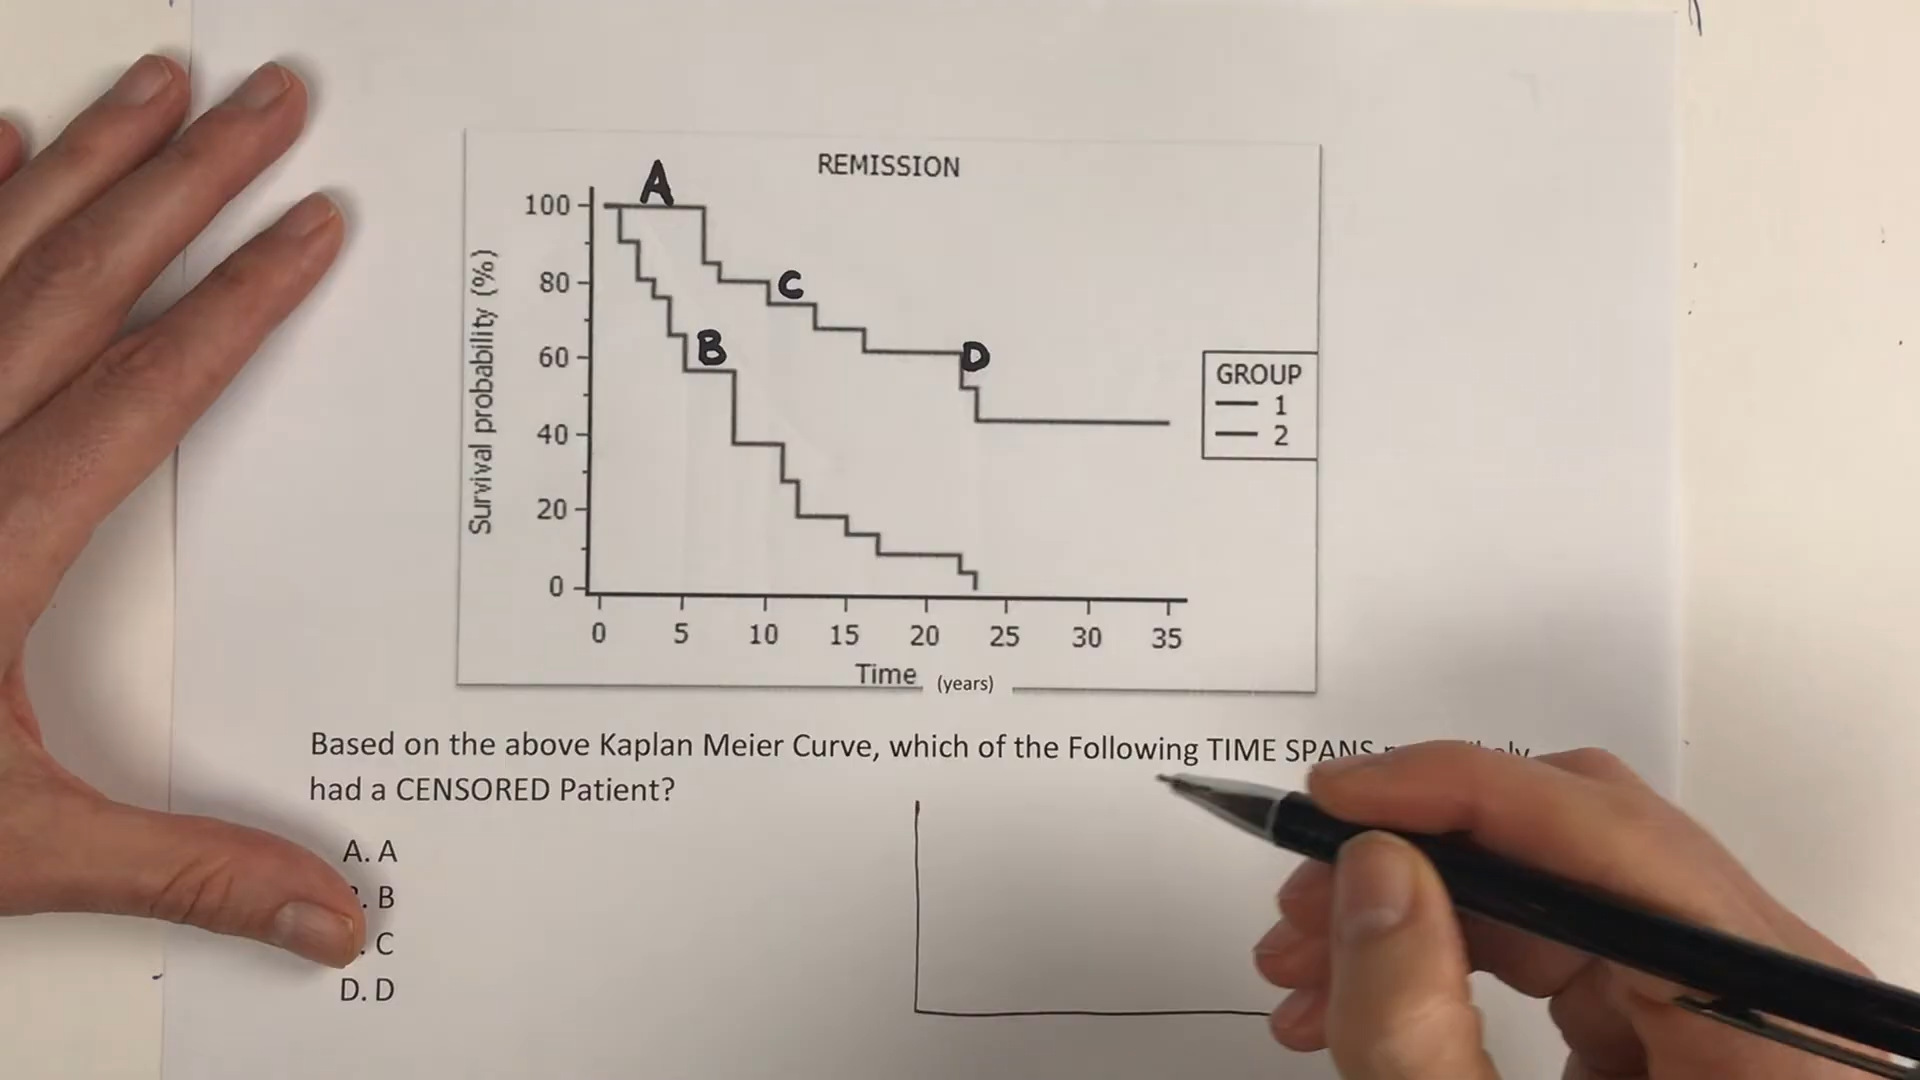 REMISSION
A
C
B
D
Survival probability (%)
100
80
60
40
20
0
0 5 10 15 20 25 30 35
Time (years)
GROUP
1
2
Based on the above Kaplan Meier Curve, which of the Following TIME SPANS
had a CENSORED Patient?
A. A
. B
. C
D. D